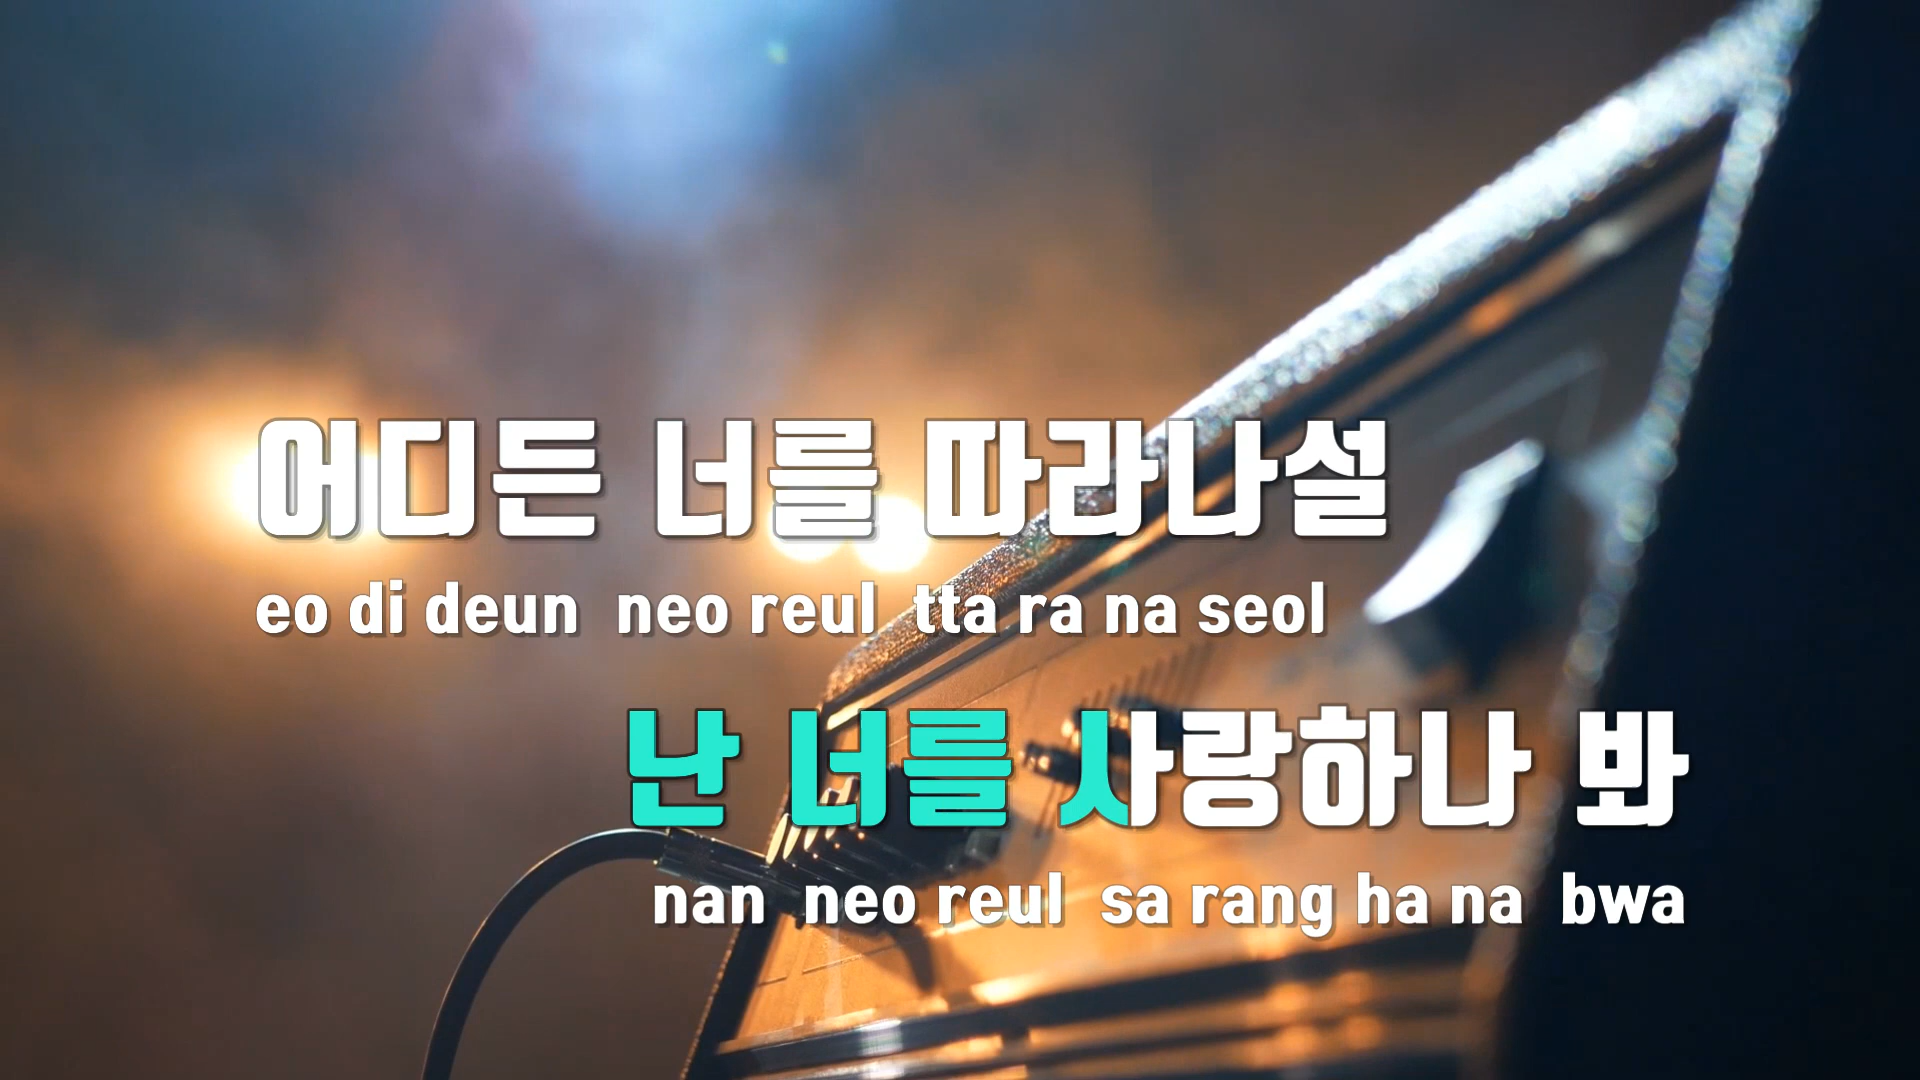 어디든 너를 따라나설
eo di deun neo reul tta ra na seol
난 너를 사랑하나 봐
nan neo reul sa rang ha na bwa